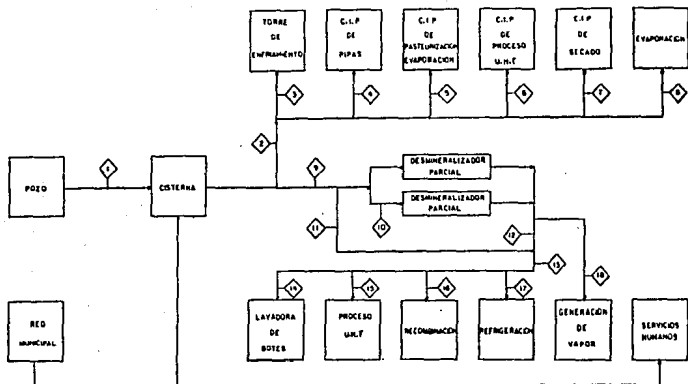 TORRE
DE
ENFRIAMIENTO
C.I.P
DE
PIPAS
C.I.P
DE
PASTEURIZACION
EVAPORACION
C.I.P
DE
PROCESO
U.H.T
C.I.P
DE
SECADO
EVAPORACION
3
4
5
6
7
8
2
POZO
1
CISTERNA
9
DESMINERALIZADOR
PARCIAL
DESMINERALIZADOR
PARCIAL
10
11
12
13
14
15
16
17
18
RED
MUNICIPAL
LAVADORA
DE
BOTES
PROCESO
U.H.T
RECOMBINACION
REFRIGERACION
GENERACION
DE
VAPOR
SERVICIOS
HUMANOS